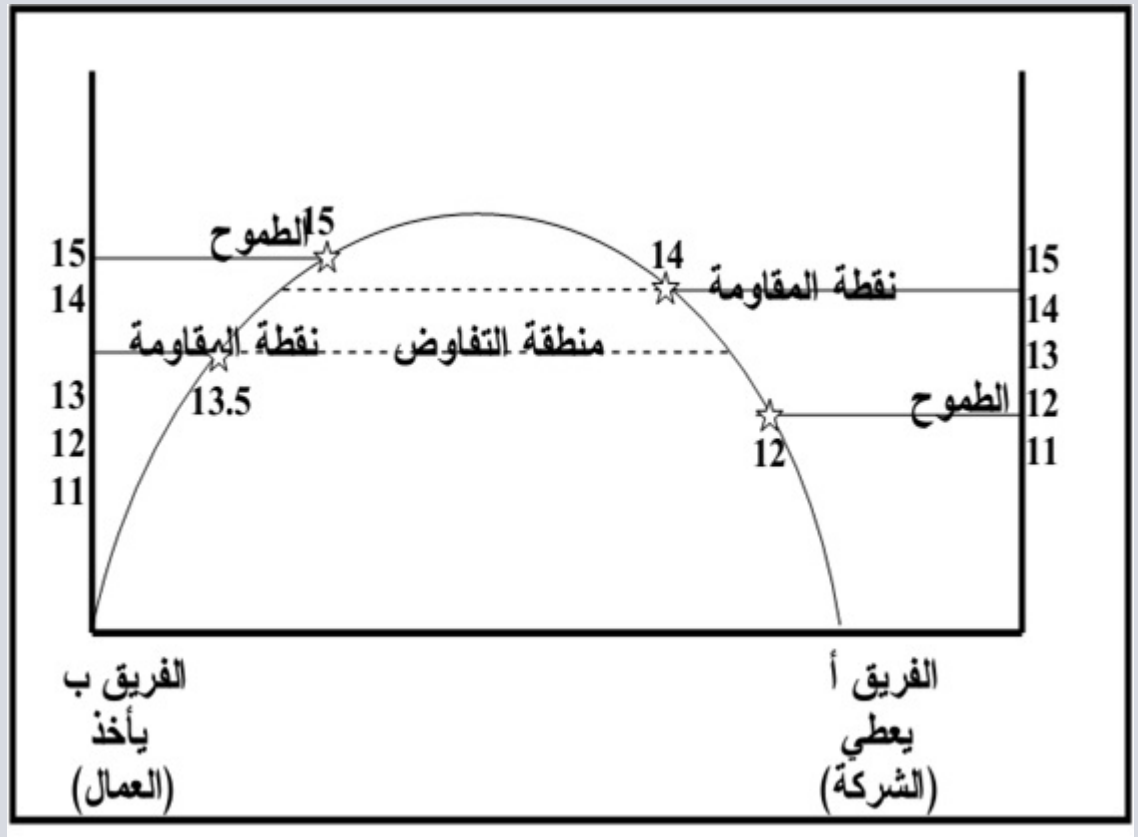 15
الطموح
15
14
15
14
نقطة المقاومة
14
نقطة المقاومة
منطقة التفاوض
13
13.5
13
الطموح
12
12
12
11
11
الفريق ب
يأخذ
(العمال)
الفريق أ
يعطي
(الشركة)